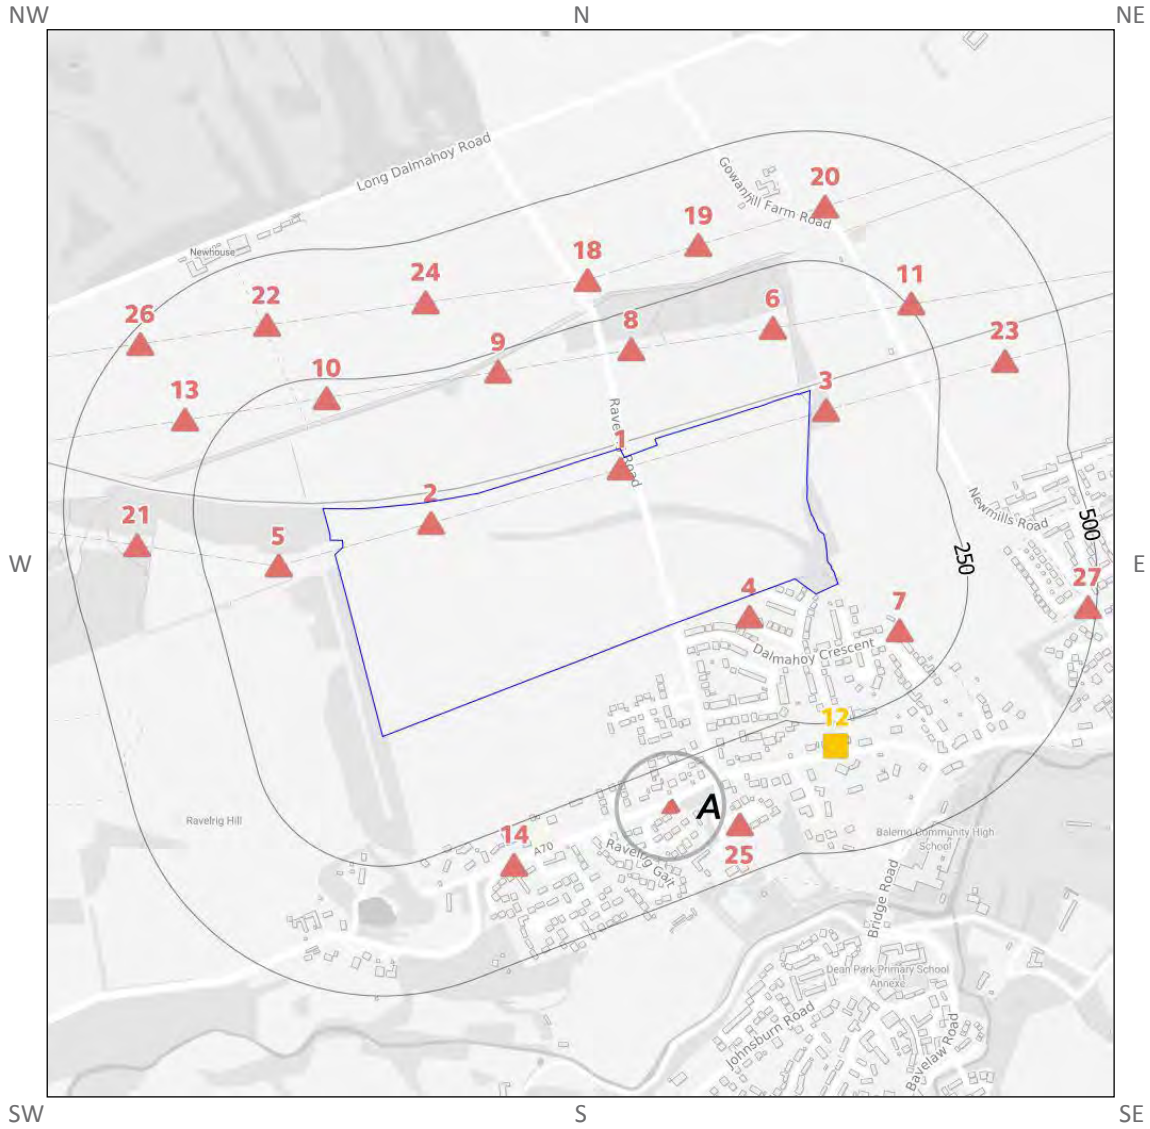 NW N NE
Long Dalmahoy Road
Gowanhill Farm Road
20
19
18
Newhouse
24
22
26
11
6
8
23
9
10
3
13
Ravelrig Road
1
2
21
5
Newmills Road
500
W
E
250
27
4
7
Dalmahoy Crescent
12
A
Ravelrig Hill
14
A70
25
Ravelrig Gait
Balerno Community High
School
Bridge Road
Dean Park Primary School
Annexe
Johnsburn Road
Bavelaw Road
SW S SE